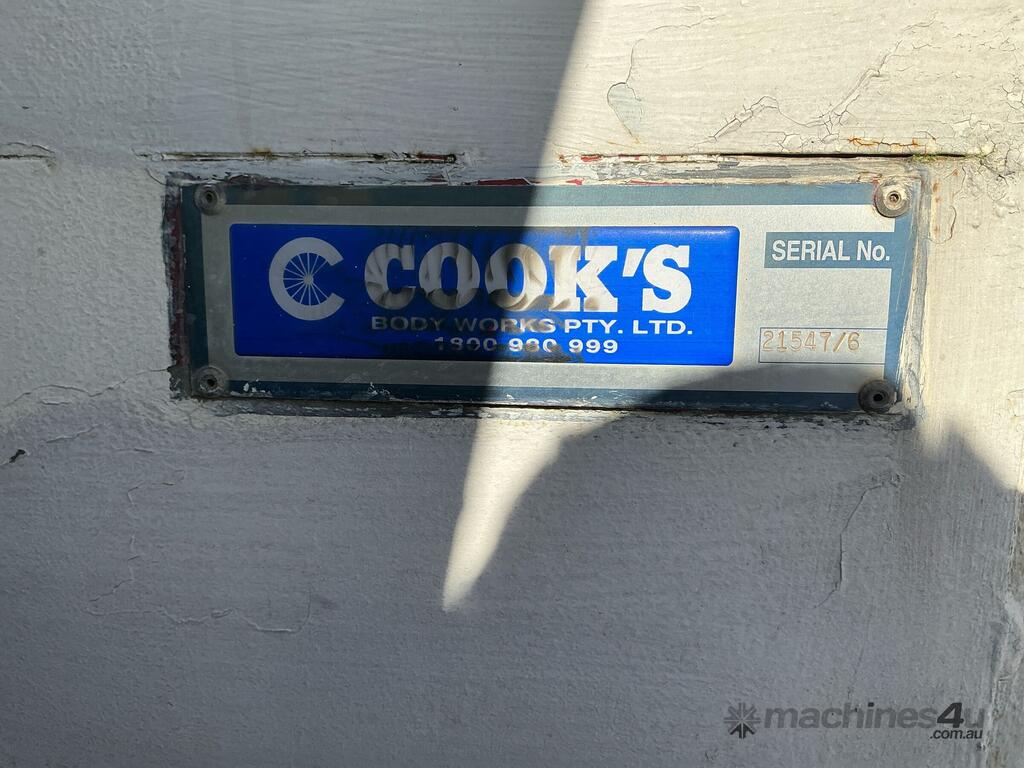 C COOK'S
BODY WORKS PTY. LTD.
1800 980 999
SERIAL No.
21547/6
machines4u
.com.au